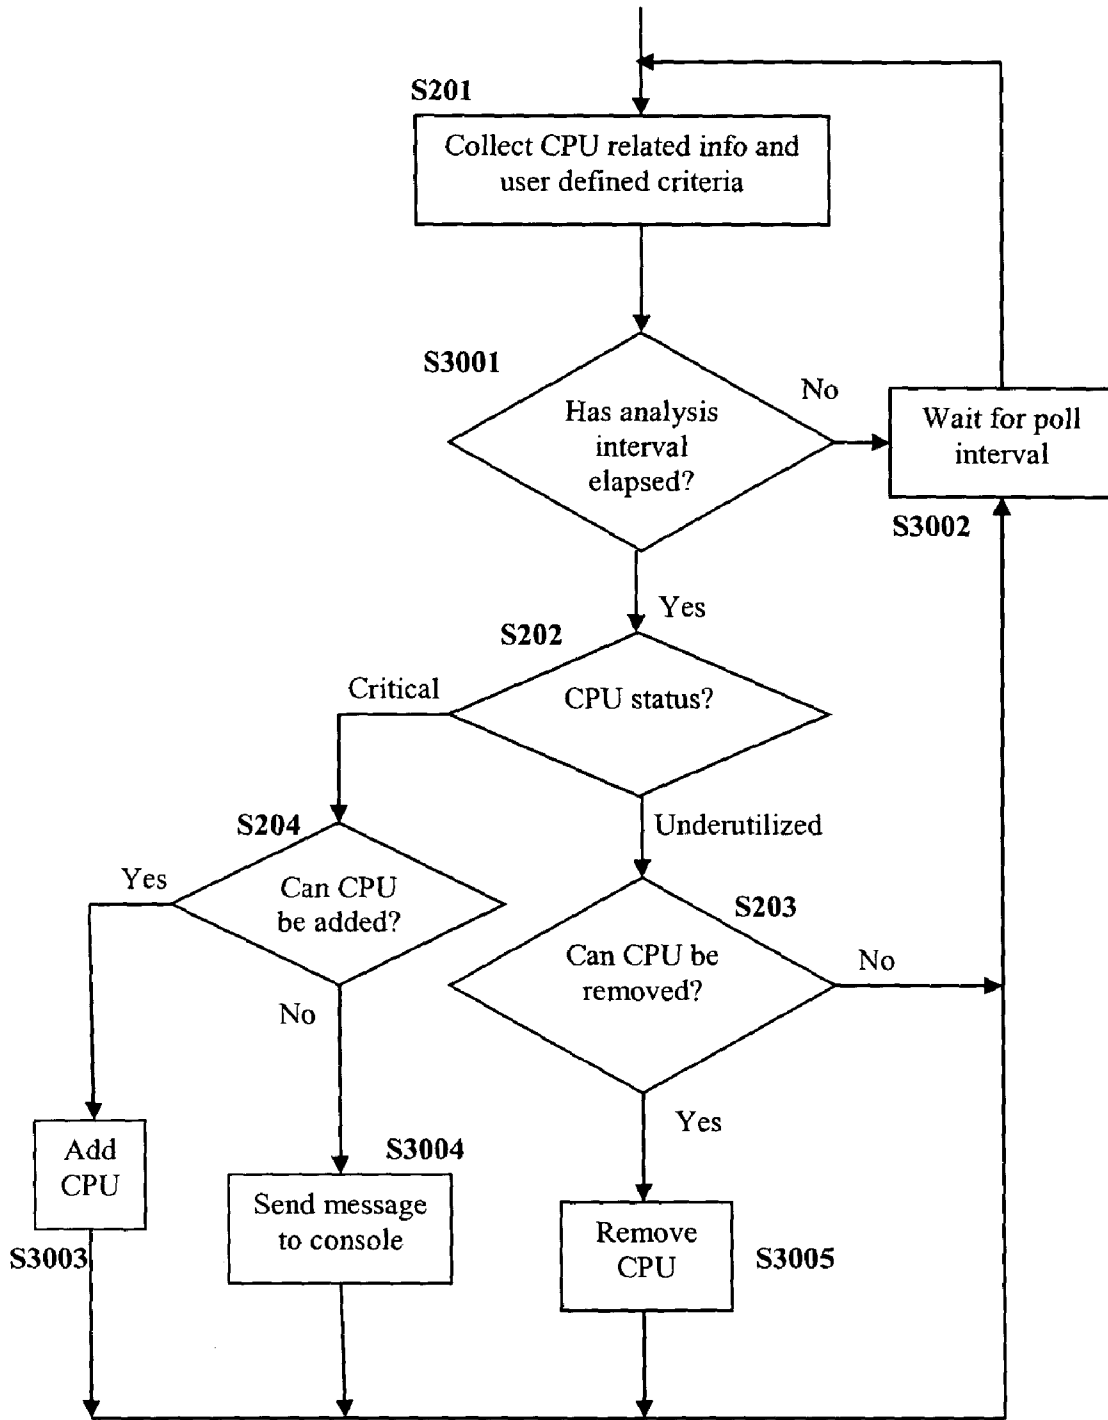 S201
Collect CPU related info and
user defined criteria
S3001
Has analysis
interval
elapsed?
No
Wait for poll
interval
S3002
Yes
S202
CPU status?
Critical
Underutilized
S204
Can CPU
be added?
Yes
No
S203
Can CPU be
removed?
No
Yes
Add
CPU
S3003
S3004
Send message
to console
Remove
CPU
S3005